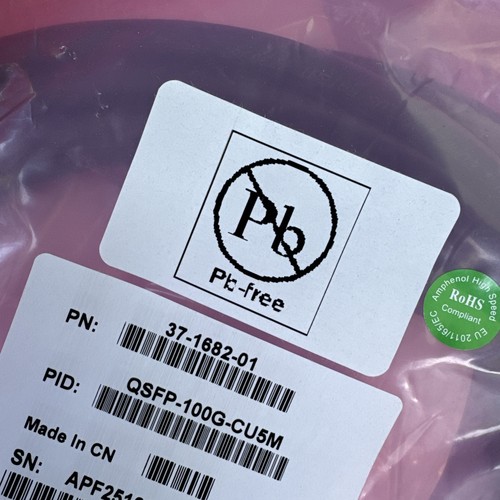 Pb
Pb-free
Amphenol High Speed
RoHS
Compliant
EU 2011/65/EC
PN:
37-1682-01
PID:
QSFP-100G-CU5M
Made In CN
SN: